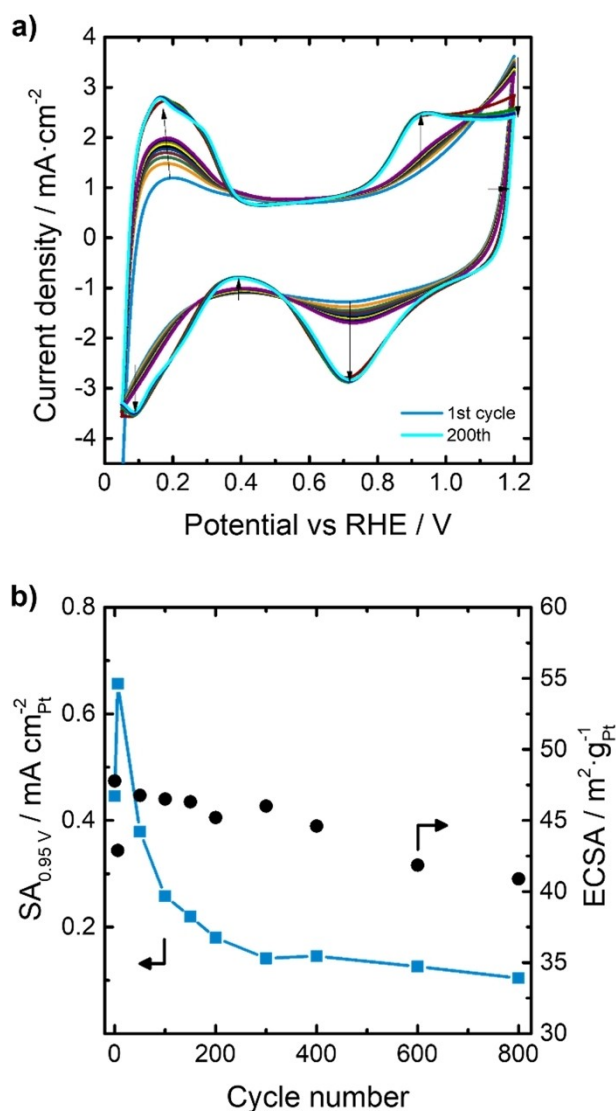 a)
4
3
2
1
0
-1
-2
-3
-4
Current density / mA·cm⁻²
1st cycle
200th
0.0 0.2 0.4 0.6 0.8 1.0 1.2
Potential vs RHE / V
b)
0.8
0.6
0.4
0.2
SA₀.₉₅ ᵥ / mA cm⁻²Pt
60
55
50
45
40
35
30
ECSA / m²·g⁻¹Pt
0 200 400 600 800
Cycle number